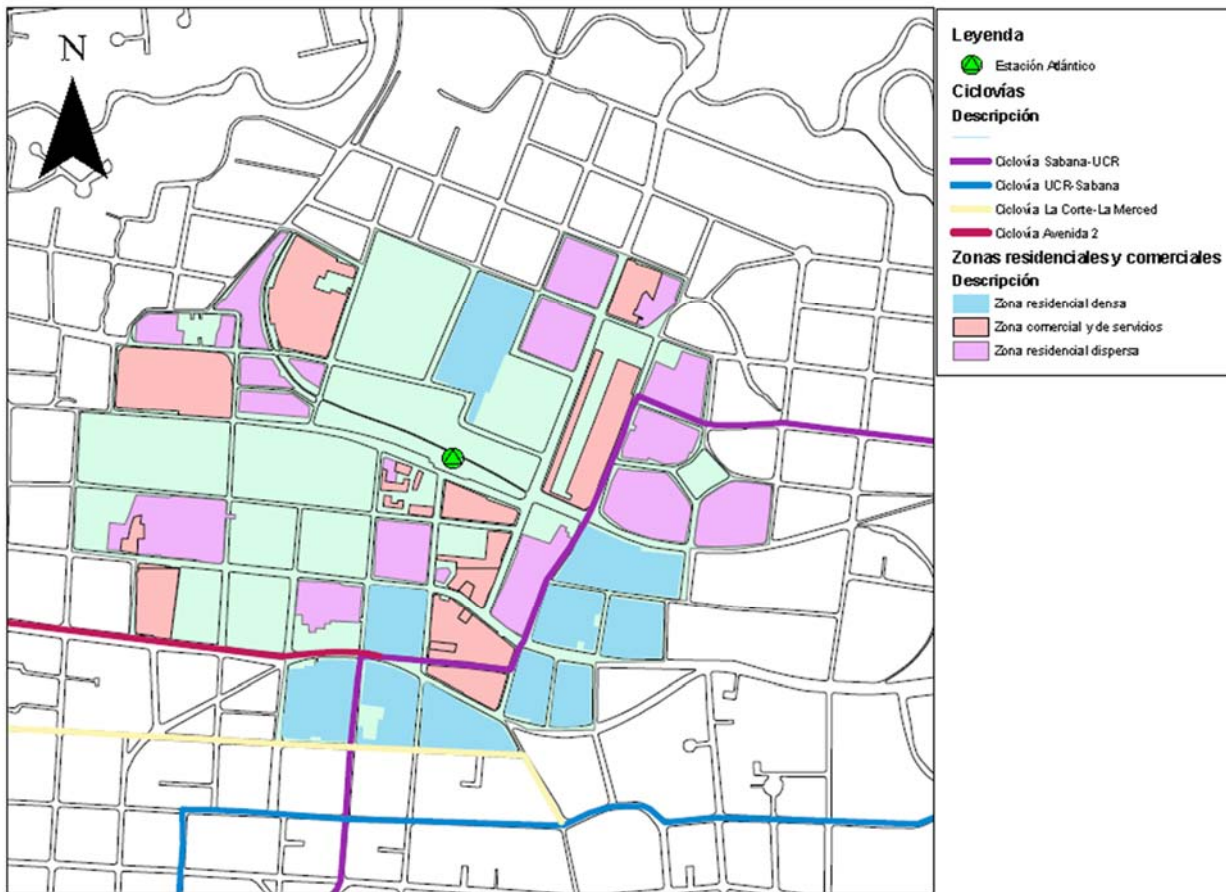 N
Leyenda
Estación Atlántico
Ciclovías
Descripción
Ciclovía Sabana-UCR
Ciclovía UCR-Sabana
Ciclovía La Corte-La Merced
Ciclovía Avenida 2
Zonas residenciales y comerciales
Descripción
Zona residencial densa
Zona comercial y de servicios
Zona residencial dispersa